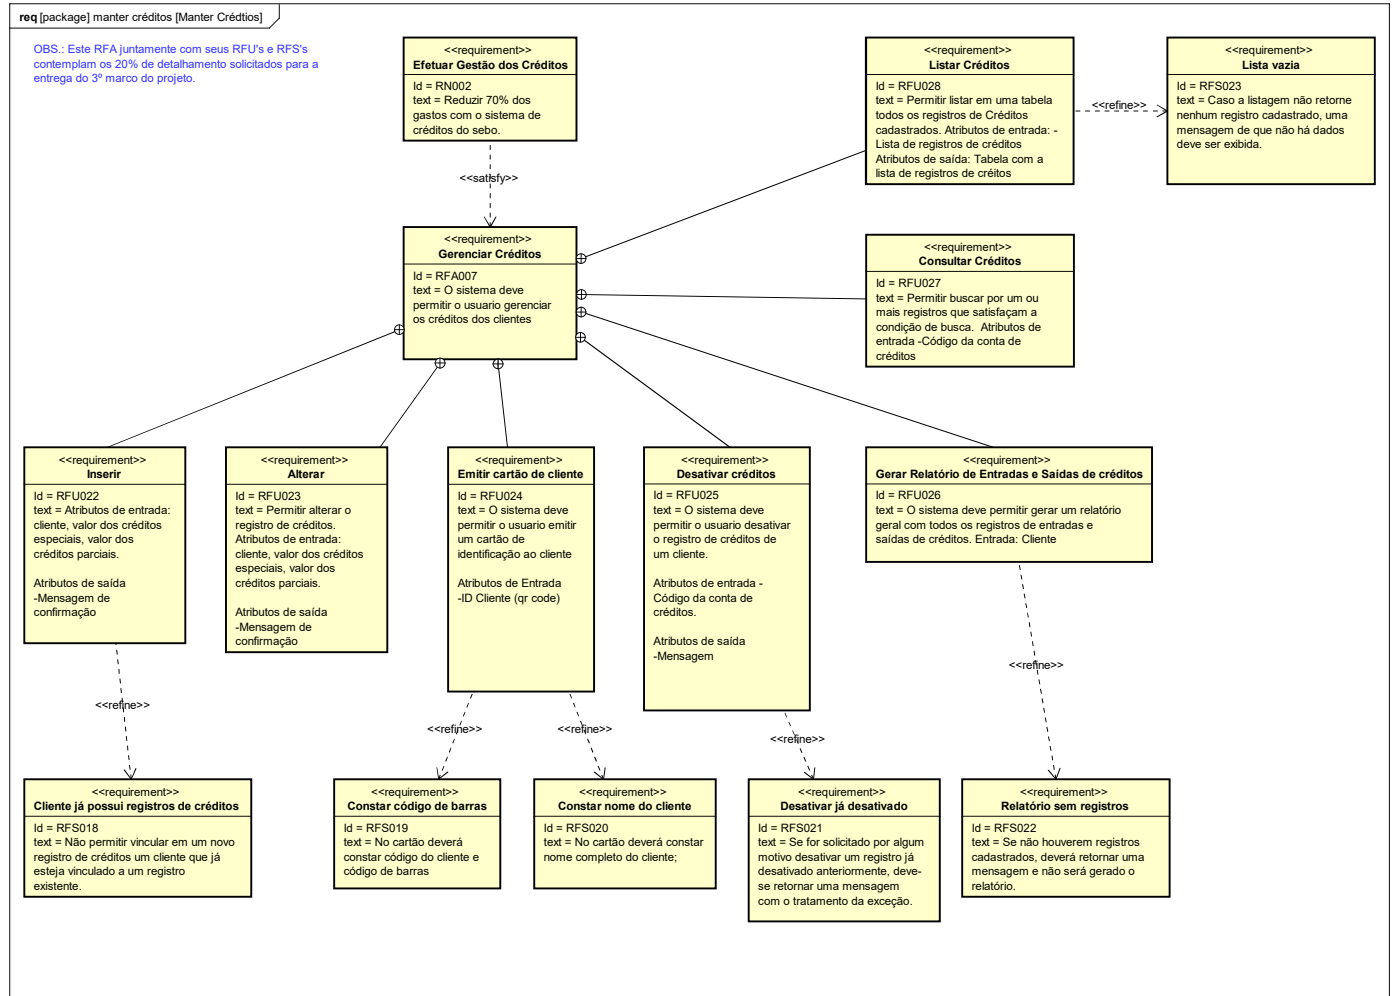 req [package] manter créditos [Manter Crédtios]
OBS.: Este RFA juntamente com seus RFU's e RFS's
contemplam os 20% de detalhamento solicitados para a
entrega do 3º marco do projeto.
<<requirement>>
Efetuar Gestão dos Créditos
Id = RN002
text = Reduzir 70% dos
gastos com o sistema de
créditos do sebo.
<<requirement>>
Listar Créditos
Id = RFU028
text = Permitir listar em uma tabela
todos os registros de Créditos
cadastrados. Atributos de entrada: -
Lista de registros de créditos
Atributos de saída: Tabela com a
lista de registros de créitos
<<refine>>
<<requirement>>
Lista vazia
Id = RFS023
text = Caso a listagem não retorne
nenhum registro cadastrado, uma
mensagem de que não há dados
deve ser exibida.
<<satisfy>>
<<requirement>>
Gerenciar Créditos
Id = RFA007
text = O sistema deve
permitir o usuario gerenciar
os créditos dos clientes
<<requirement>>
Consultar Créditos
Id = RFU027
text = Permitir buscar por um ou
mais registros que satisfaçam a
condição de busca.  Atributos de
entrada -Código da conta de
créditos
<<requirement>>
Inserir
Id = RFU022
text = Atributos de entrada:
cliente, valor dos créditos
especiais, valor dos
créditos parciais.
Atributos de saída
-Mensagem de
confirmação
<<requirement>>
Alterar
Id = RFU023
text = Permitir alterar o
registro de créditos.
Atributos de entrada:
cliente, valor dos créditos
especiais, valor dos
créditos parciais.
Atributos de saída
-Mensagem de
confirmação
<<requirement>>
Emitir cartão de cliente
Id = RFU024
text = O sistema deve
permitir o usuario emitir
um cartão de
identificação ao cliente
Atributos de Entrada
-ID Cliente (qr code)
<<requirement>>
Desativar créditos
Id = RFU025
text = O sistema deve
permitir o usuario desativar
o registro de créditos de
um cliente.
Atributos de entrada -
Código da conta de
créditos.
Atributos de saída
-Mensagem
<<requirement>>
Gerar Relatório de Entradas e Saídas de créditos
Id = RFU026
text = O sistema deve permitir gerar um relatório
geral com todos os registros de entradas e
saídas de créditos. Entrada: Cliente
<<refine>>
<<refine>>
<<refine>>
<<refine>>
<<refine>>
<<requirement>>
Cliente já possui registros de créditos
Id = RFS018
text = Não permitir vincular em um novo
registro de créditos um cliente que já
esteja vinculado a um registro
existente.
<<requirement>>
Constar código de barras
Id = RFS019
text = No cartão deverá
constar código do cliente e
código de barras
<<requirement>>
Constar nome do cliente
Id = RFS020
text = No cartão deverá constar
nome completo do cliente;
<<requirement>>
Desativar já desativado
Id = RFS021
text = Se for solicitado por algum
motivo desativar um registro já
desativado anteriormente, deve-
se retornar uma mensagem
com o tratamento da exceção.
<<requirement>>
Relatório sem registros
Id = RFS022
text = Se não houverem registros
cadastrados, deverá retornar uma
mensagem e não será gerado o
relatório.